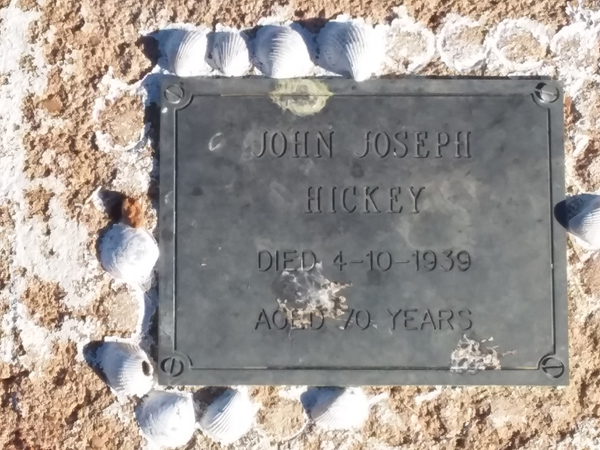 JOHN JOSEPH
HICKEY
DIED 4-10-1939
AGED 70 YEARS